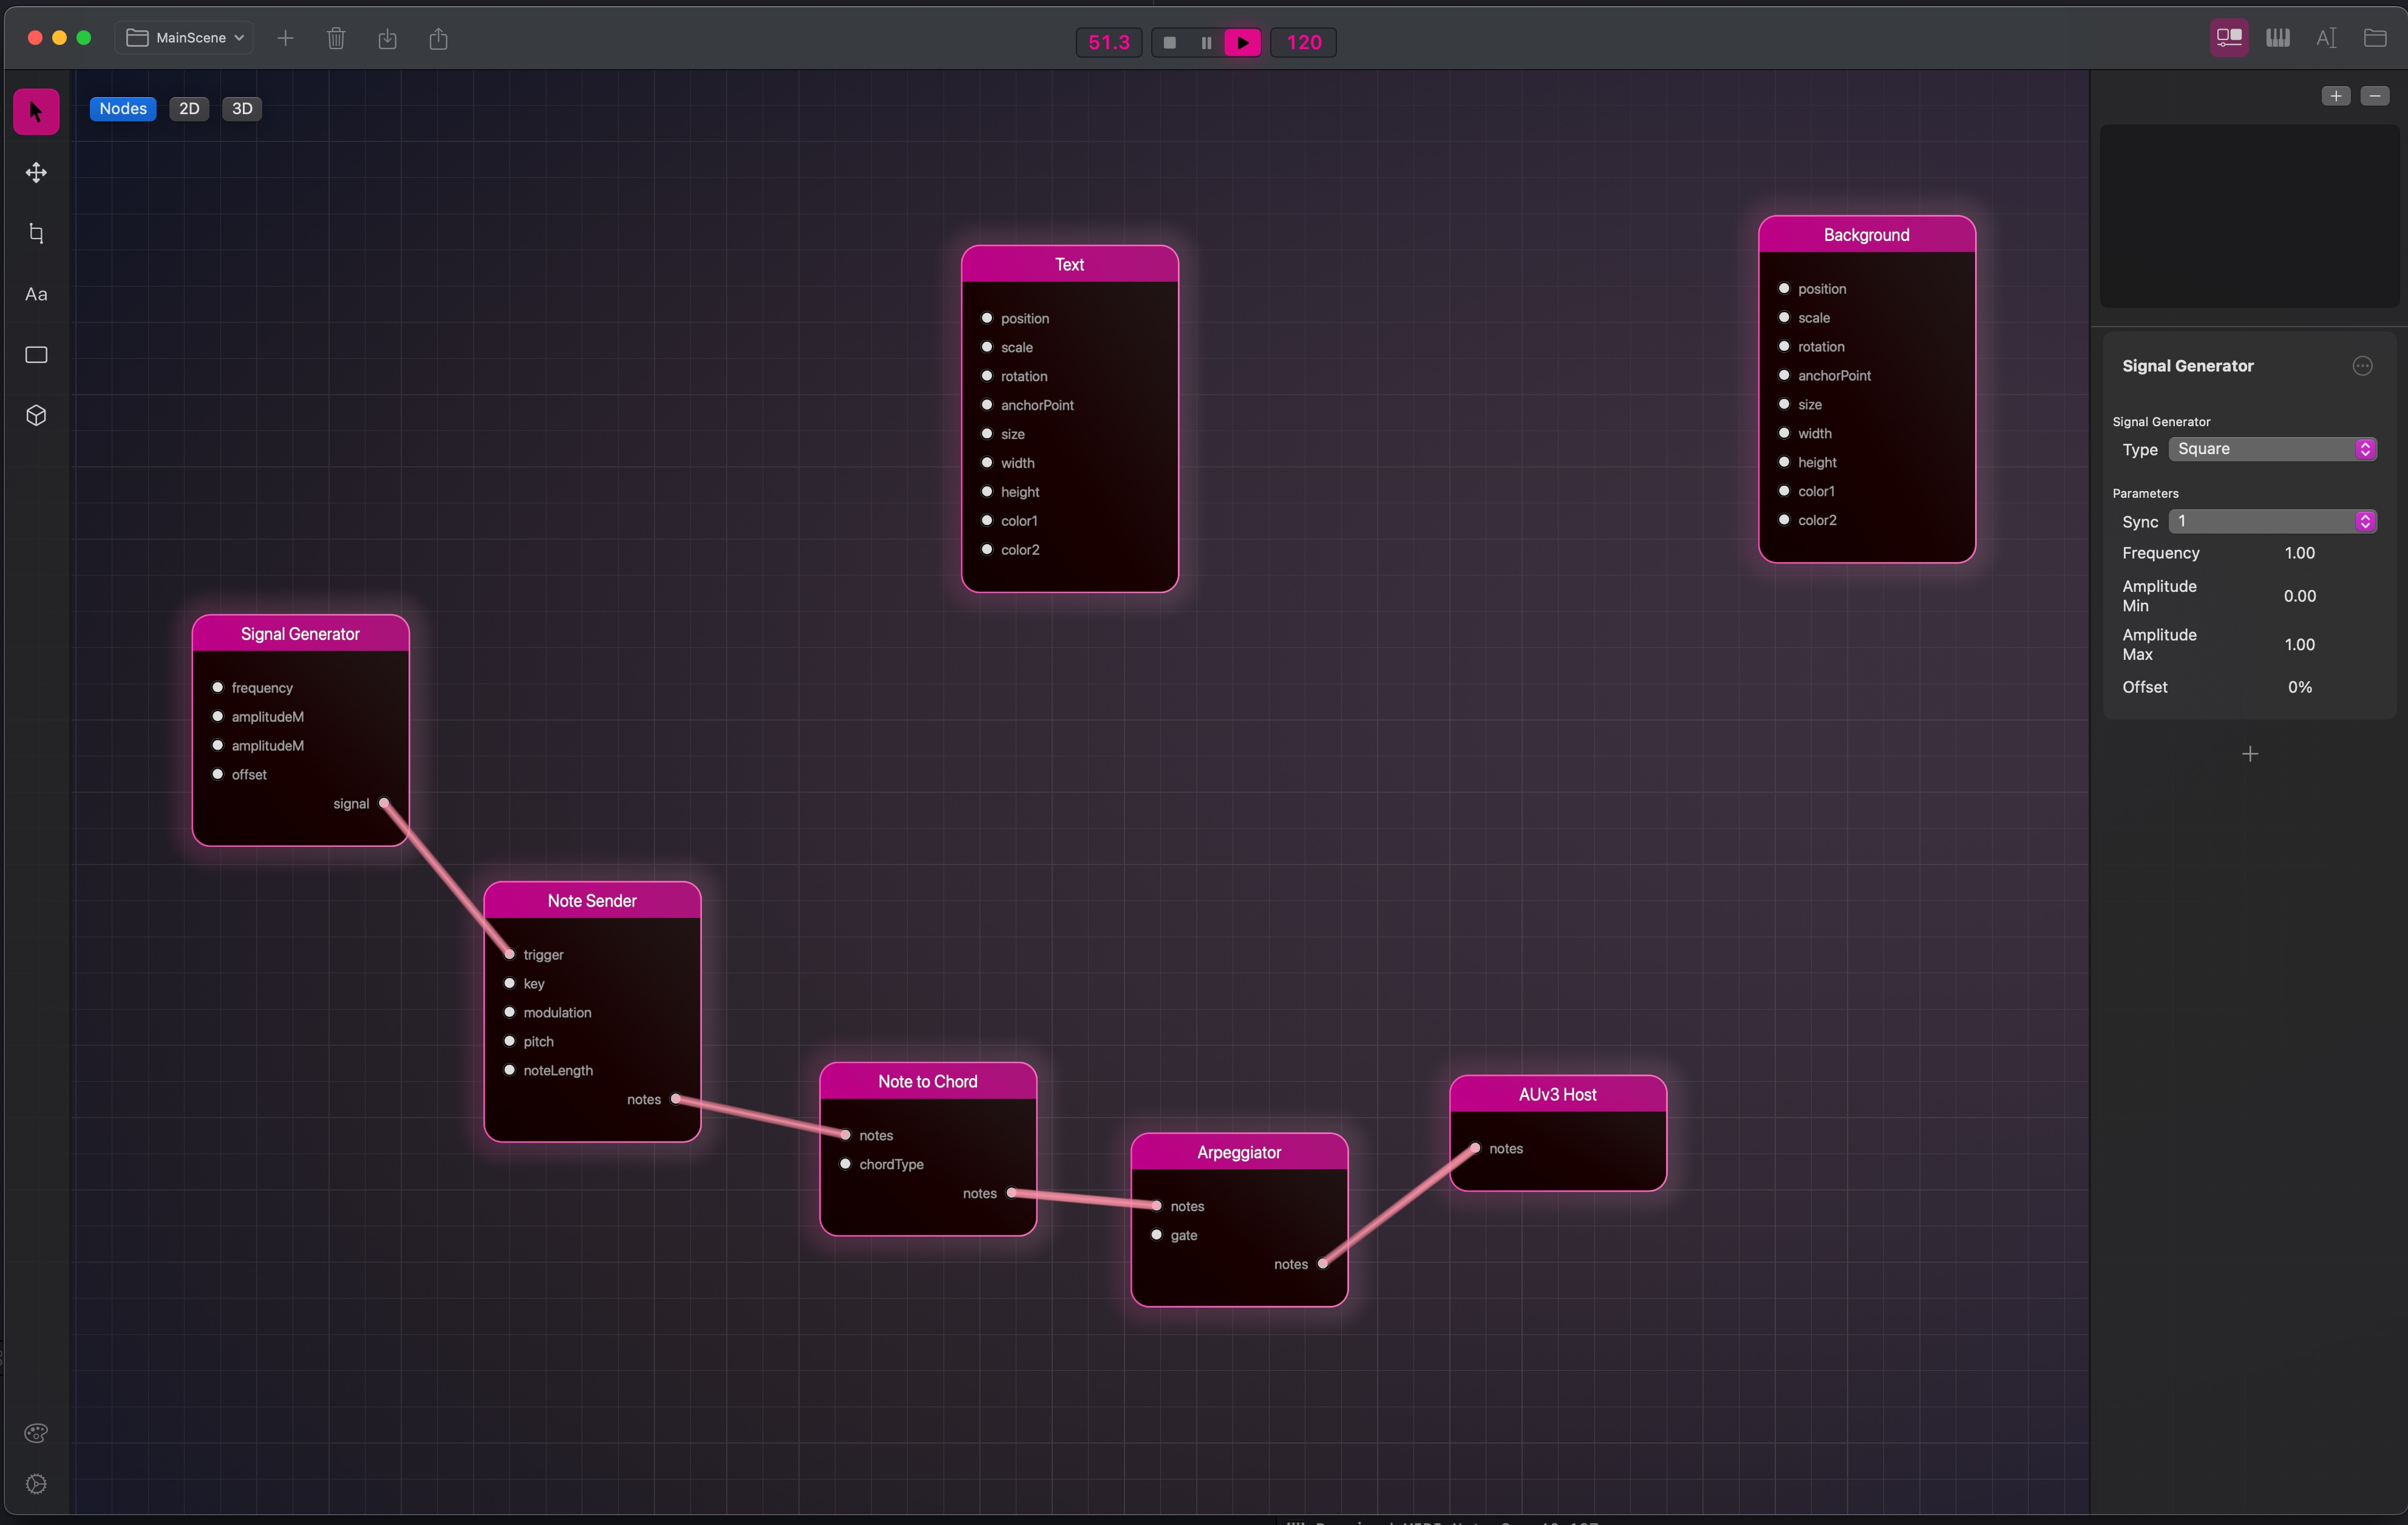 MainScene
51.3
120
Nodes
2D
3D
Aa
Text
position
scale
rotation
anchorPoint
size
width
height
color1
color2
Background
position
scale
rotation
anchorPoint
size
width
height
color1
color2
Signal Generator
frequency
amplitudeM
amplitudeM
offset
signal
Note Sender
trigger
key
modulation
pitch
noteLength
notes
Note to Chord
notes
chordType
notes
Arpeggiator
notes
gate
notes
AUv3 Host
notes
Signal Generator
Signal Generator
Type Square
Parameters
Sync 1
Frequency 1.00
Amplitude
Min 0.00
Amplitude
Max 1.00
Offset 0%